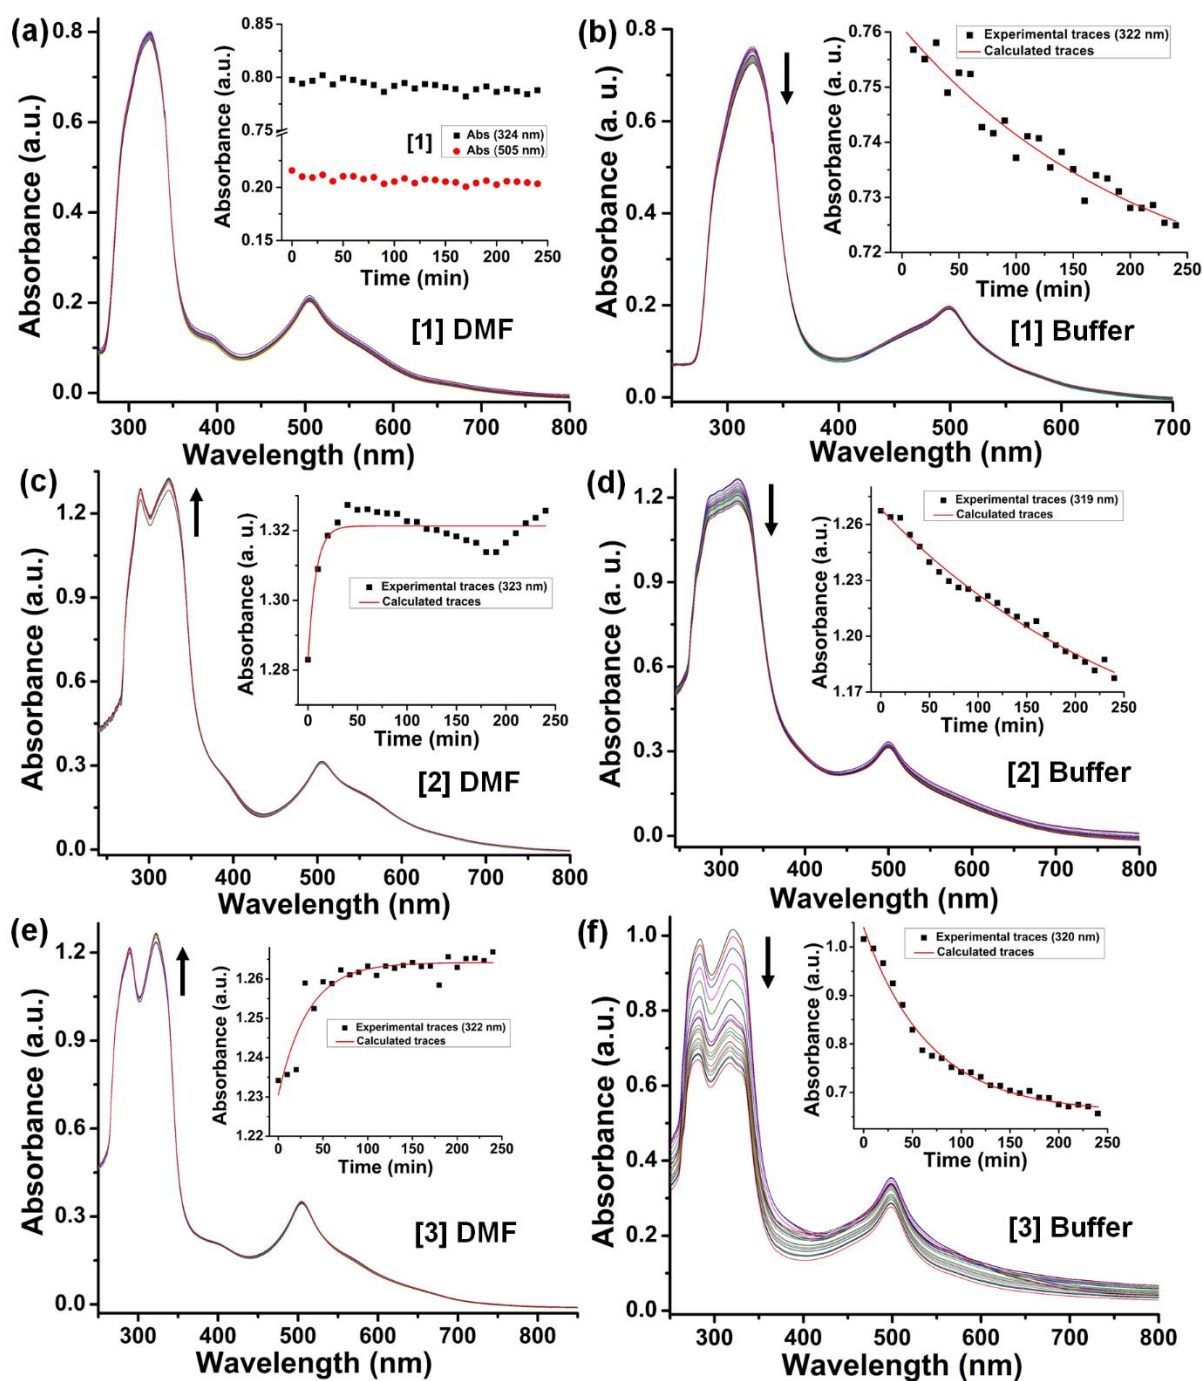 (a)
Absorbance (a.u.)
0.8
0.6
0.4
0.2
0.0
300 400 500 600 700 800
Wavelength (nm)
[1] DMF
Absorbance (a.u.)
0.80
0.75
0.25
0.20
0.15
0 50 100 150 200 250
Time (min)
[1]
Abs (324 nm)
Abs (505 nm)
(b)
Absorbance (a. u.)
0.8
0.6
0.4
0.2
0.0
300 400 500 600 700
Wavelength (nm)
[1] Buffer
Absorbance (a. u.)
0.76
0.75
0.74
0.73
0.72
0 50 100 150 200 250
Time (min)
Experimental traces (322 nm)
Calculated traces
(c)
Absorbance (a.u.)
1.2
0.9
0.6
0.3
0.0
300 400 500 600 700 800
Wavelength (nm)
[2] DMF
Absorbance (a. u.)
1.32
1.30
1.28
0 50 100 150 200 250
Time (min)
Experimental traces (323 nm)
Calculated traces
(d)
Absorbance (a.u.)
1.2
0.9
0.6
0.3
0.0
300 400 500 600 700 800
Wavelength (nm)
[2] Buffer
Absorbance (a.u.)
1.26
1.23
1.20
1.17
0 50 100 150 200 250
Time (min)
Experimental traces (319 nm)
Calculated traces
(e)
Absorbance (a.u.)
1.2
0.9
0.6
0.3
0.0
300 400 500 600 700 800
Wavelength (nm)
[3] DMF
Absorbance (a.u.)
1.26
1.25
1.24
1.23
1.22
0 50 100 150 200 250
Time (min)
Experimental traces (322 nm)
Calculated traces
(f)
Absorbance (a.u.)
1.0
0.9
0.8
0.7
0.6
0.5
0.4
0.3
0.2
0.1
0.0
300 400 500 600 700 800
Wavelength (nm)
[3] Buffer
Absorbance (a.u.)
1.0
0.9
0.8
0.7
0 50 100 150 200 250
Time (min)
Experimental traces (320 nm)
Calculated traces